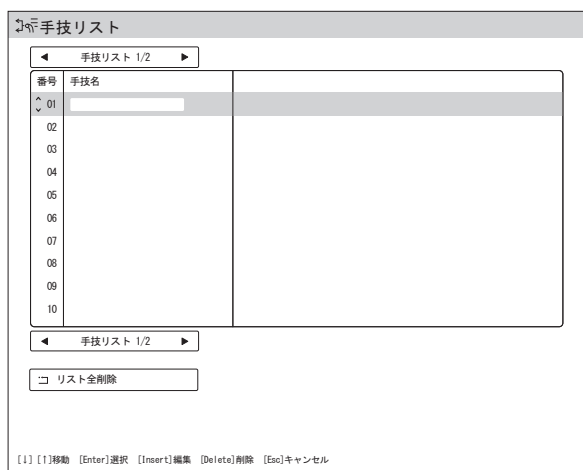 手技リスト
◀ 手技リスト 1/2 ▶
番号 手技名
01
02
03
04
05
06
07
08
09
10
◀ 手技リスト 1/2 ▶
リスト全削除
[↓] [↑]移動 [Enter]選択 [Insert]編集 [Delete]削除 [Esc]キャンセル